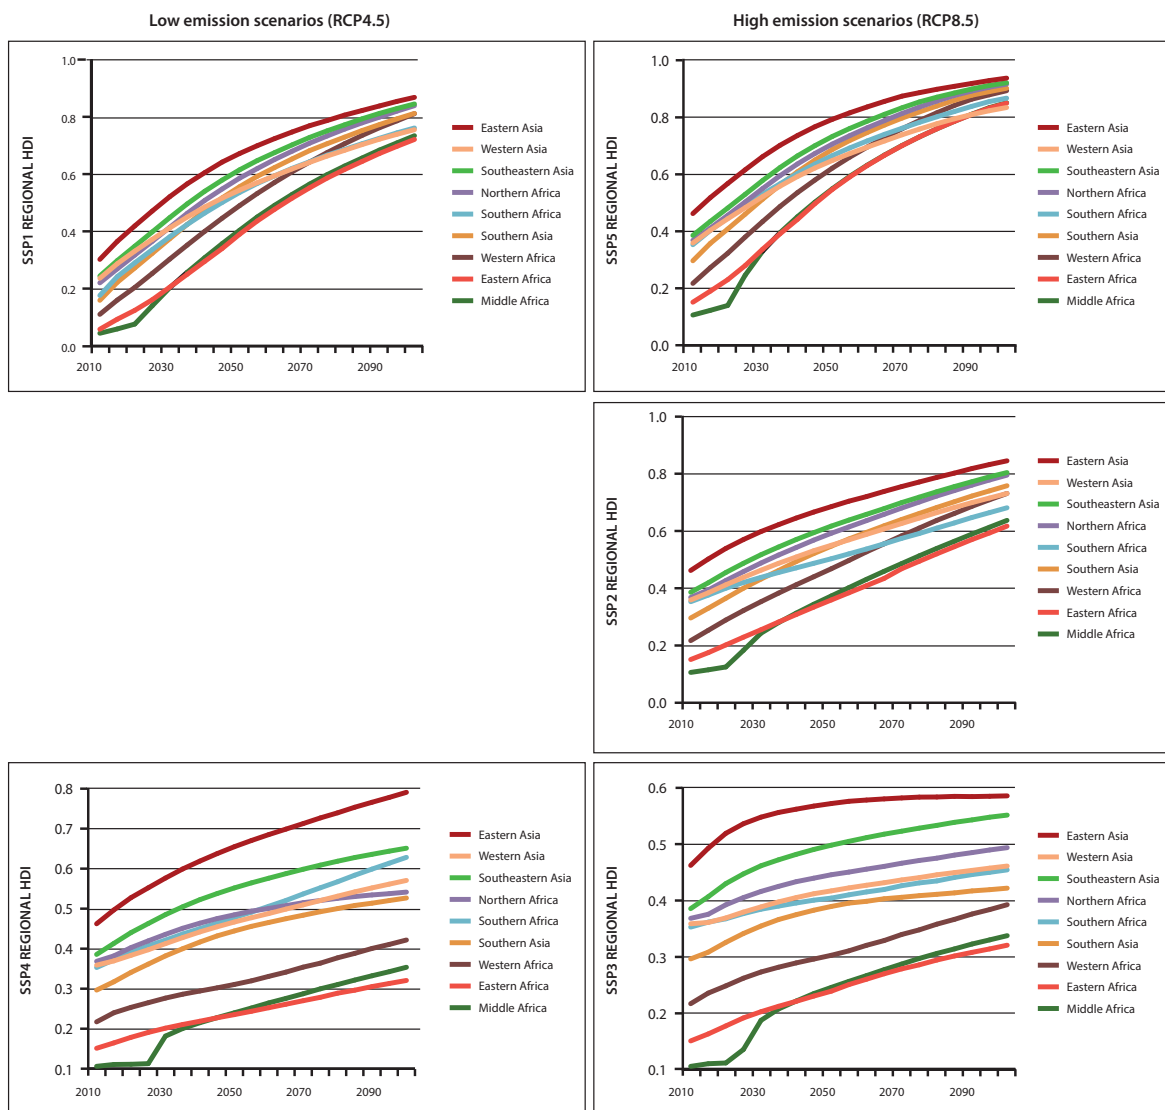 Low emission scenarios (RCP4.5)
High emission scenarios (RCP8.5)
SSP1 REGIONAL HDI
1.0
0.8
0.6
0.4
0.2
0.0
2010 2030 2050 2070 2090
Eastern Asia
Western Asia
Southeastern Asia
Northern Africa
Southern Africa
Southern Asia
Western Africa
Eastern Africa
Middle Africa
SSP5 REGIONAL HDI
1.0
0.8
0.6
0.4
0.2
0.0
2010 2030 2050 2070 2090
Eastern Asia
Western Asia
Southeastern Asia
Northern Africa
Southern Africa
Southern Asia
Western Africa
Eastern Africa
Middle Africa
SSP2 REGIONAL HDI
1.0
0.8
0.6
0.4
0.2
0.0
2010 2030 2050 2070 2090
Eastern Asia
Western Asia
Southeastern Asia
Northern Africa
Southern Africa
Southern Asia
Western Africa
Eastern Africa
Middle Africa
SSP4 REGIONAL HDI
0.8
0.7
0.6
0.5
0.4
0.3
0.2
0.1
2010 2030 2050 2070 2090
Eastern Asia
Western Asia
Southeastern Asia
Northern Africa
Southern Africa
Southern Asia
Western Africa
Eastern Africa
Middle Africa
SSP3 REGIONAL HDI
0.6
0.5
0.4
0.3
0.2
0.1
2010 2030 2050 2070 2090
Eastern Asia
Western Asia
Southeastern Asia
Northern Africa
Southern Africa
Southern Asia
Western Africa
Eastern Africa
Middle Africa